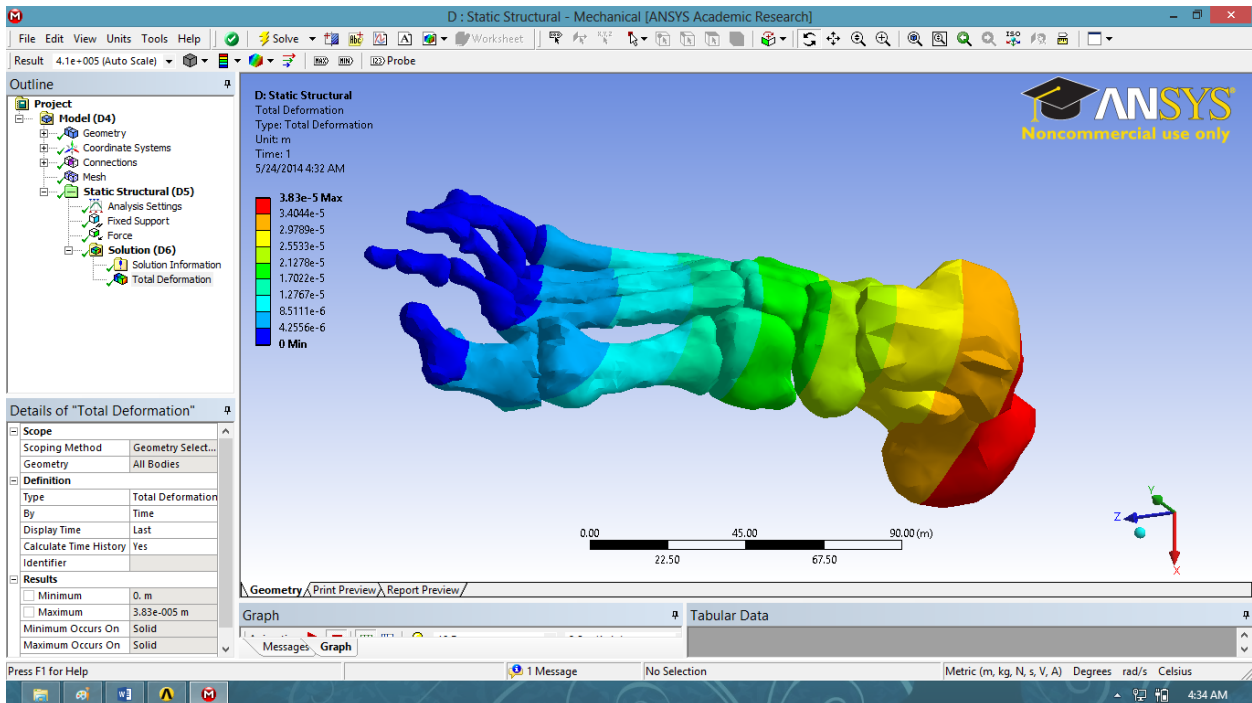 D : Static Structural - Mechanical [ANSYS Academic Research]
File Edit View Units Tools Help Solve Worksheet
Result 4.1e+005 (Auto Scale) MAX MIN Probe
Outline
Project
Model (D4)
Geometry
Coordinate Systems
Connections
Mesh
Static Structural (D5)
Analysis Settings
Fixed Support
Force
Solution (D6)
Solution Information
Total Deformation
D: Static Structural
Total Deformation
Type: Total Deformation
Unit: m
Time: 1
5/24/2014 4:32 AM
3.83e-5 Max
3.4044e-5
2.9789e-5
2.5533e-5
2.1278e-5
1.7022e-5
1.2767e-5
8.5111e-6
4.2556e-6
0 Min
ANSYS
Noncommercial use only
0.00 45.00 90.00 (m)
22.50 67.50
Y
Z
X
Details of "Total Deformation"
Scope
Scoping Method Geometry Select...
Geometry All Bodies
Definition
Type Total Deformation
By Time
Display Time Last
Calculate Time History Yes
Identifier
Results
Minimum 0. m
Maximum 3.83e-005 m
Minimum Occurs On Solid
Maximum Occurs On Solid
Geometry Print Preview Report Preview
Graph
Tabular Data
Messages Graph
Press F1 for Help 1 Message No Selection Metric (m, kg, N, s, V, A) Degrees rad/s Celsius
4:34 AM